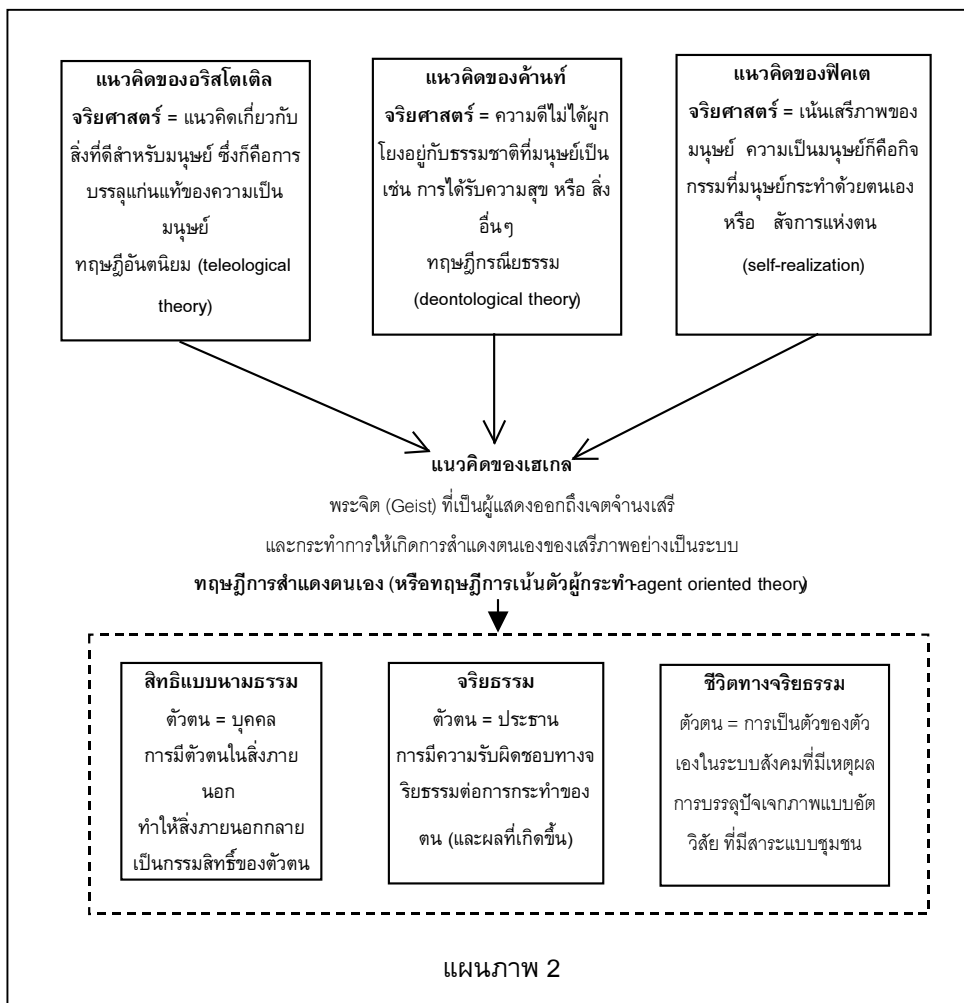 แนวคิดของอริสโตเติล
จริยศาสตร์ = แนวคิดเกี่ยวกับ
สิ่งที่ดีสำหรับมนุษย์ ซึ่งก็คือการ
บรรลุแก่นแท้ของความเป็น
มนุษย์
ทฤษฎีอันตนิยม (teleological
theory)
แนวคิดของค้านท์
จริยศาสตร์ = ความดีไม่ได้ผูก
โยงอยู่กับธรรมชาติที่มนุษย์เป็น
เช่น การได้รับความสุข หรือ สิ่ง
อื่นๆ
ทฤษฎีกรณียธรรม
(deontological theory)
แนวคิดของฟิคเต
จริยศาสตร์ = เน้นเสรีภาพของ
มนุษย์ ความเป็นมนุษย์ก็คือกิจ
กรรมที่มนุษย์กระทำด้วยตนเอง
หรือ สัจการแห่งตน
(self-realization)
แนวคิดของเฮเกล
พระจิต (Geist) ที่เป็นผู้แสดงออกถึงเจตจำนงเสรี
และกระทำการให้เกิดการสำแดงตนเองของเสรีภาพอย่างเป็นระบบ
ทฤษฎีการสำแดงตนเอง (หรือทฤษฎีการเน้นตัวผู้กระทำ-agent oriented theory)
สิทธิแบบนามธรรม
ตัวตน = บุคคล
การมีตัวตนในสิ่งภาย
นอก
ทำให้สิ่งภายนอกกลาย
เป็นกรรมสิทธิ์ของตัวตน
จริยธรรม
ตัวตน = ประธาน
การมีความรับผิดชอบทางจ
ริยธรรมต่อการกระทำของ
ตน (และผลที่เกิดขึ้น)
ชีวิตทางจริยธรรม
ตัวตน = การเป็นตัวของตัว
เองในระบบสังคมที่มีเหตุผล
การบรรลุปัจเจกภาพแบบอัต
วิสัย ที่มีสาระแบบชุมชน
แผนภาพ 2